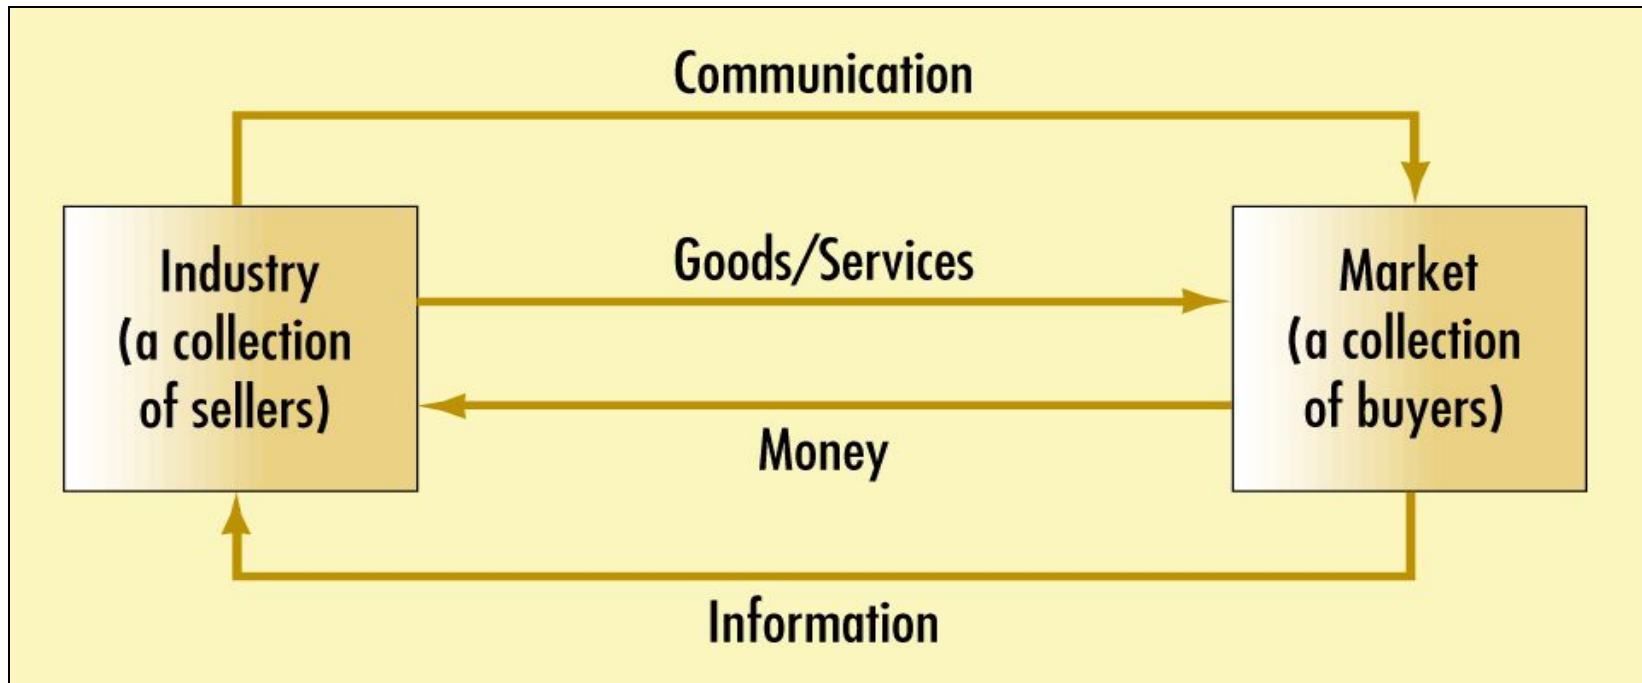 Communication
Industry
(a collection
of sellers)
Goods/Services
Money
Market
(a collection
of buyers)
Information